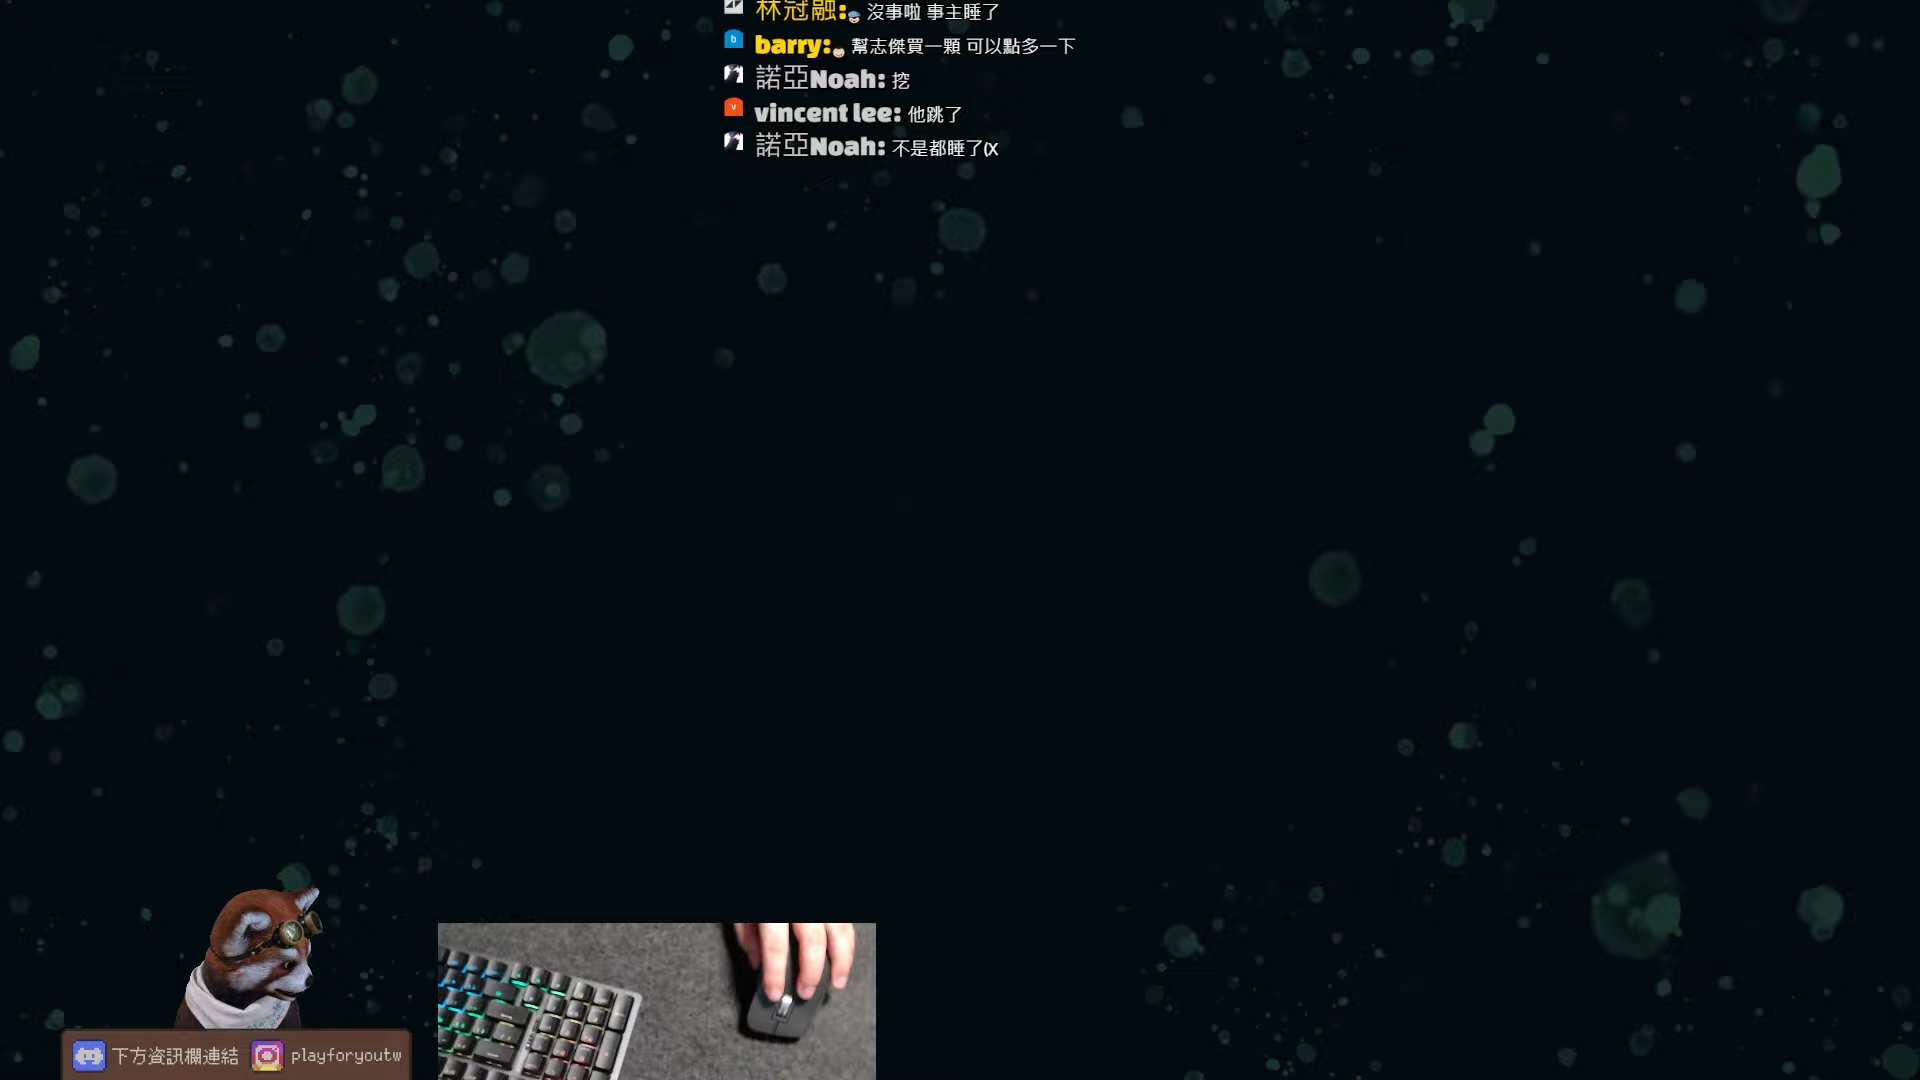 林冠融: 沒事啦 事主睡了
b barry: 幫志傑買一顆 可以點多一下
諾亞Noah: 挖
v vincent lee: 他跳了
諾亞Noah: 不是都睡了(X
下方資訊欄連結 playforyoutw